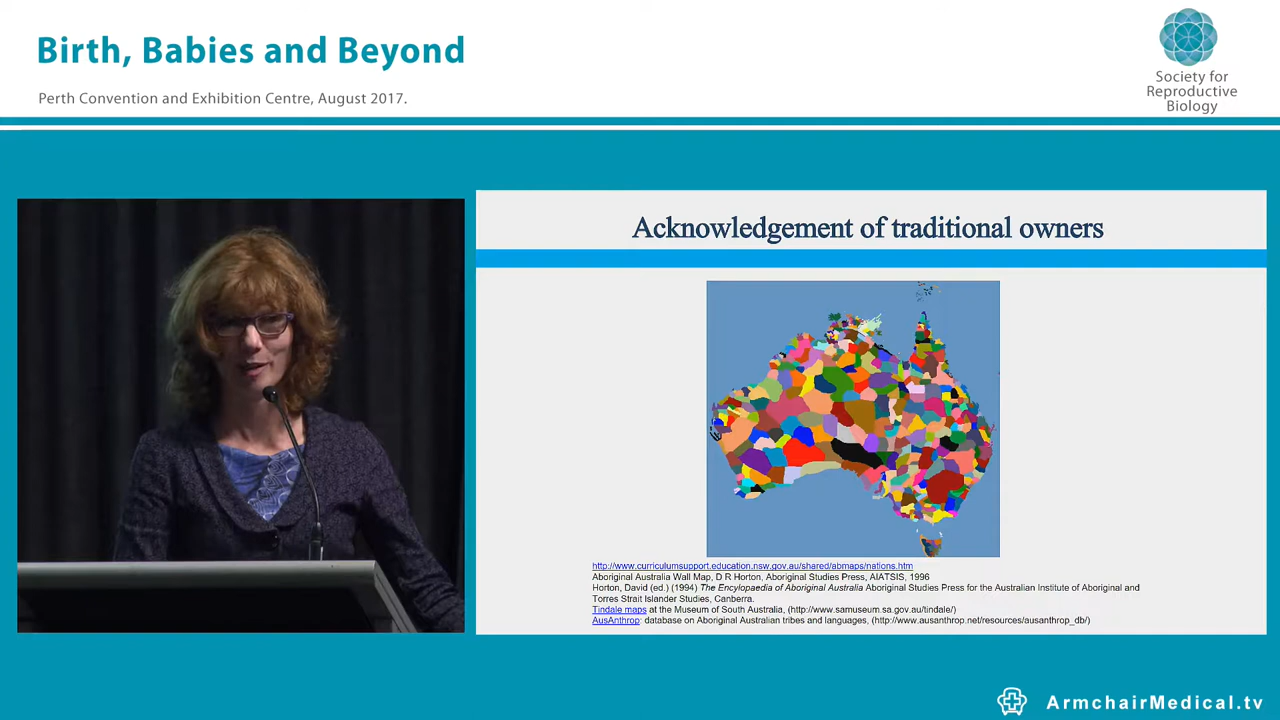 Birth, Babies and Beyond
Perth Convention and Exhibition Centre, August 2017.
Society for
Reproductive
Biology
Acknowledgement of traditional owners
http://www.curriculumsupport.education.nsw.gov.au/shared/abmaps/nations.htm
Aboriginal Australia Wall Map, D R Horton, Aboriginal Studies Press, AIATSIS, 1996
Horton, David (ed.) (1994) The Encylopaedia of Aboriginal Australia Aboriginal Studies Press for the Australian Institute of Aboriginal and
Torres Strait Islander Studies, Canberra.
Tindale maps at the Museum of South Australia, (http://www.samuseum.sa.gov.au/tindale/)
AusAnthrop: database on Aboriginal Australian tribes and languages, (http://www.ausanthrop.net/resources/ausanthrop_db/)
ArmchairMedical.tv